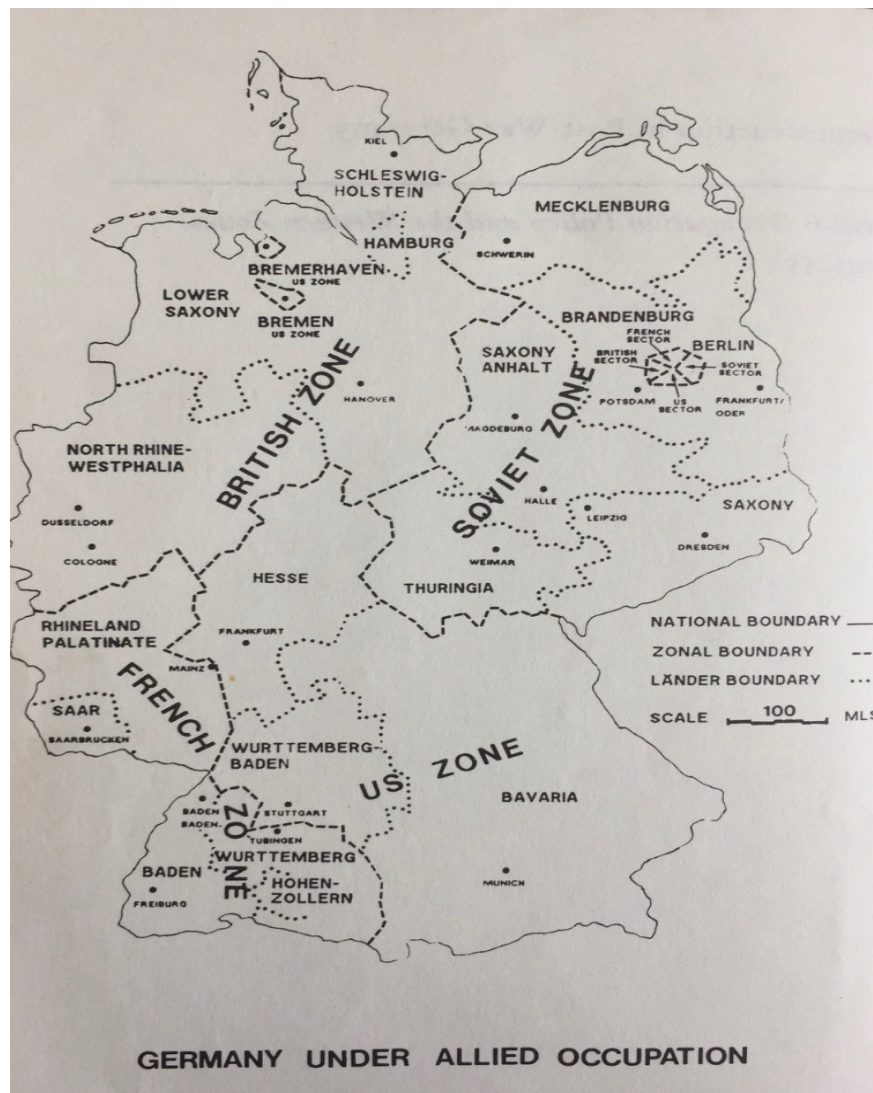 KIEL
SCHLESWIG-
HOLSTEIN
MECKLENBURG
HAMBURG
SCHWERIN
BREMERHAVEN
US ZONE
LOWER
SAXONY
BREMEN
US ZONE
BRANDENBURG
FRENCH
SECTOR
BERLIN
BRITISH
SECTOR
SOVIET
SECTOR
US
SECTOR
SAXONY
ANHALT
POTSDAM
FRANKFURT/
ODER
HANOVER
MAGDEBURG
BRITISH ZONE
SOVIET ZONE
NORTH RHINE-
WESTPHALIA
HALLE
LEIPZIG
SAXONY
DUSSELDORF
COLOGNE
WEIMAR
DRESDEN
HESSE
THURINGIA
RHINELAND
PALATINATE
FRANKFURT
MAINZ
NATIONAL BOUNDARY
ZONAL BOUNDARY
LÄNDER BOUNDARY
SCALE 100 MLS
FRENCH
ZONE
SAAR
SAARBRUCKEN
WURTTEMBERG-
BADEN
US ZONE
BAVARIA
BADEN
BADEN.
STUTTGART
TUBINGEN
WURTTEMBERG
BADEN
HOHEN-
ZOLLERN
FREIBURG
MUNICH
GERMANY UNDER ALLIED OCCUPATION